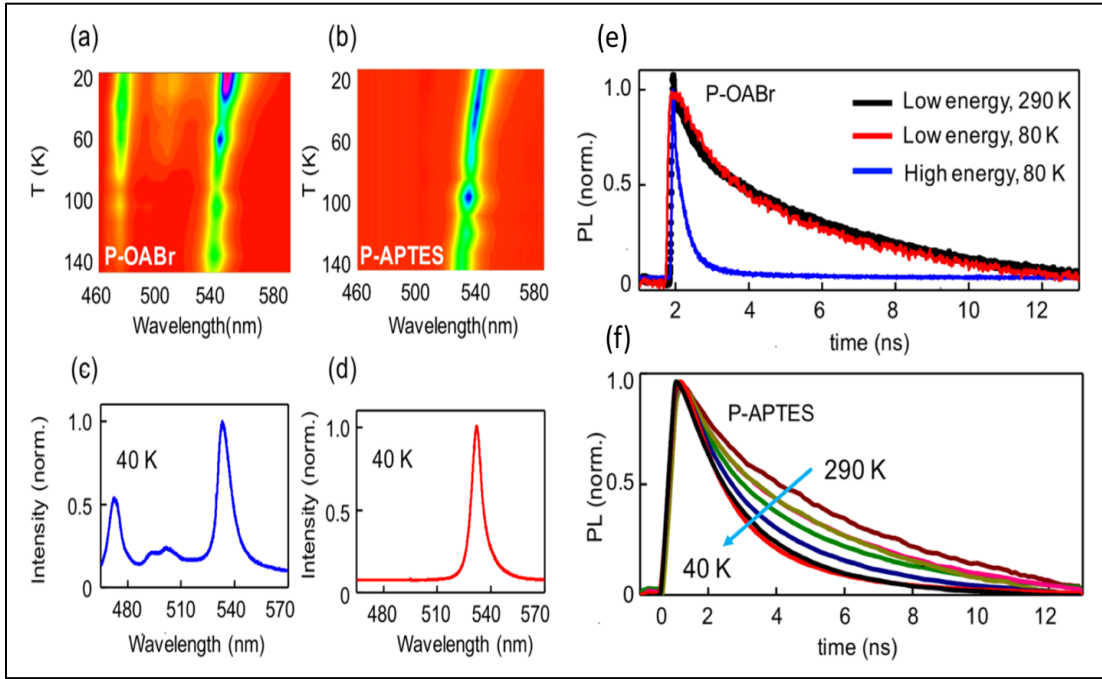 (a)
20
60
100
140
T (K)
P-OABr
460 500 540 580
Wavelength(nm)
(b)
20
60
100
140
T (K)
P-APTES
460 500 540 580
Wavelength(nm)
(c)
1.0
0.5
0
Intensity (norm.)
40 K
480 510 540 570
Wavelength (nm)
(d)
1.0
0.5
0
Intensity (norm.)
40 K
480 510 540 570
Wavelength (nm)
(e)
1.0
0.5
0
PL (norm.)
P-OABr
Low energy, 290 K
Low energy, 80 K
High energy, 80 K
2 4 6 8 10 12
time (ns)
(f)
1.0
0.5
0
PL (norm.)
P-APTES
290 K
40 K
0 2 4 6 8 10 12
time (ns)